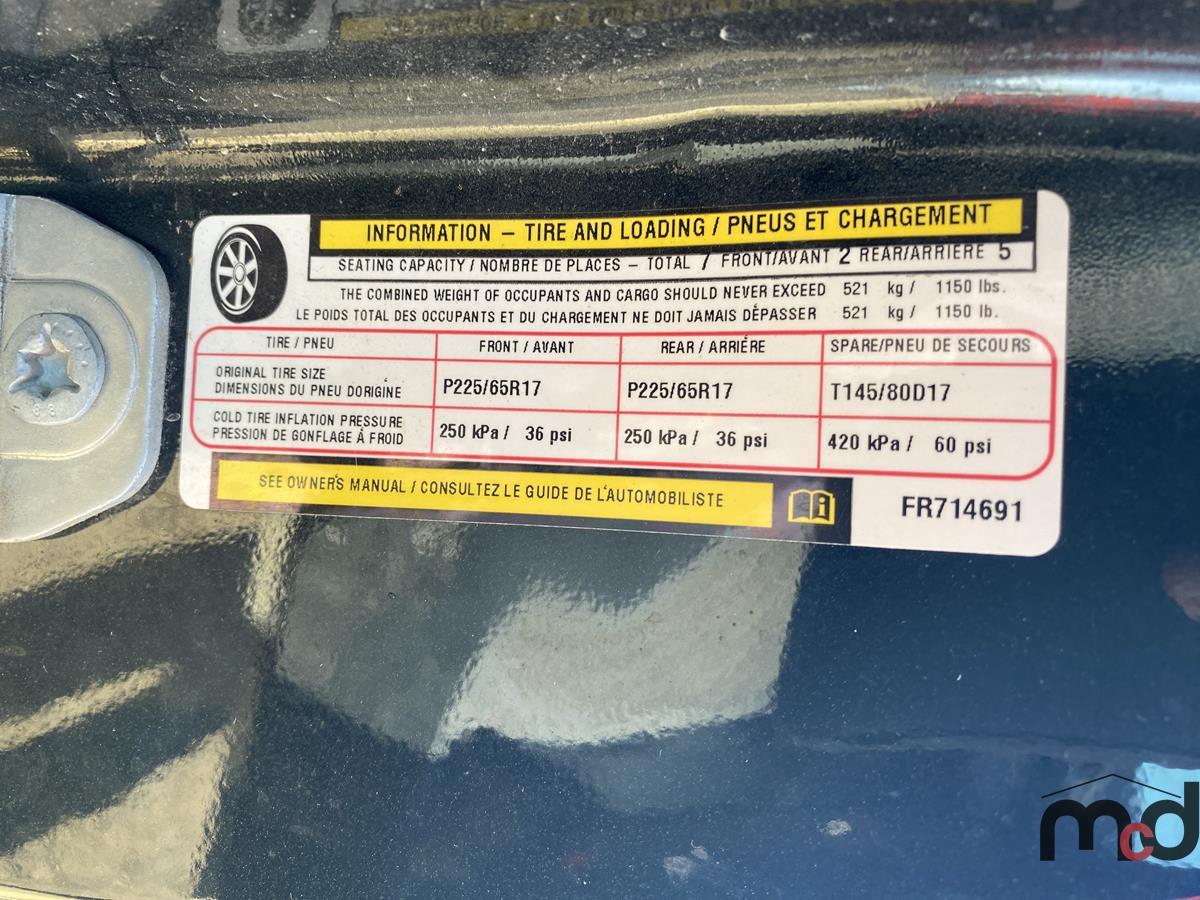 INFORMATION – TIRE AND LOADING / PNEUS ET CHARGEMENT
SEATING CAPACITY / NOMBRE DE PLACES – TOTAL 7 FRONT/AVANT 2 REAR/ARRIÈRE 5
THE COMBINED WEIGHT OF OCCUPANTS AND CARGO SHOULD NEVER EXCEED 521 kg / 1150 lbs.
LE POIDS TOTAL DES OCCUPANTS ET DU CHARGEMENT NE DOIT JAMAIS DÉPASSER 521 kg / 1150 lb.
TIRE / PNEU FRONT / AVANT REAR / ARRIÉRE SPARE/PNEU DE SECOURS
ORIGINAL TIRE SIZE
DIMENSIONS DU PNEU DORIGINE P225/65R17 P225/65R17 T145/80D17
COLD TIRE INFLATION PRESSURE
PRESSION DE GONFLAGE À FROID 250 kPa / 36 psi 250 kPa / 36 psi 420 kPa / 60 psi
SEE OWNER'S MANUAL / CONSULTEZ LE GUIDE DE L'AUTOMOBILISTE
FR714691
mcd